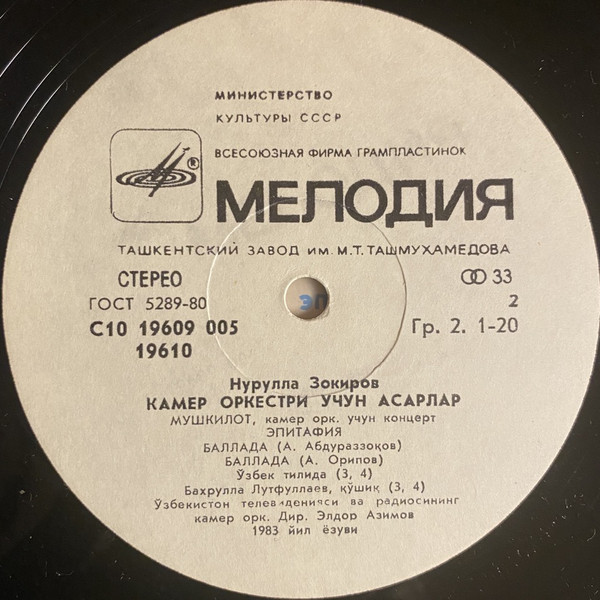 МИНИСТЕРСТВО
КУЛЬТУРЫ СССР
ВСЕСОЮЗНАЯ ФИРМА ГРАМПЛАСТИНОК
®
МЕЛОДИЯ
ТАШКЕНТСКИЙ ЗАВОД ИМ. М.Т. ТАШМУХАМЕДОВА
СТЕРЕО
33
ГОСТ 5289-80
2
С10 19609 005
Гр. 2. 1-20
19610
Нурулла Зокиров
КАМЕР ОРКЕСТРИ УЧУН АСАРЛАР
МУШКИЛОТ, камер орк. учун концерт
ЭПИТАФИЯ
БАЛЛАДА (А. Абдураззоқов)
БАЛЛАДА (А. Орипов)
Ўзбек тилида (3, 4)
Бахрулла Лутфуллаев, қўшиқ (3, 4)
Ўзбекистон телевиденияси ва радиосининг
камер орк. Дир. Элдор Азимов
1983 йил ёзуви